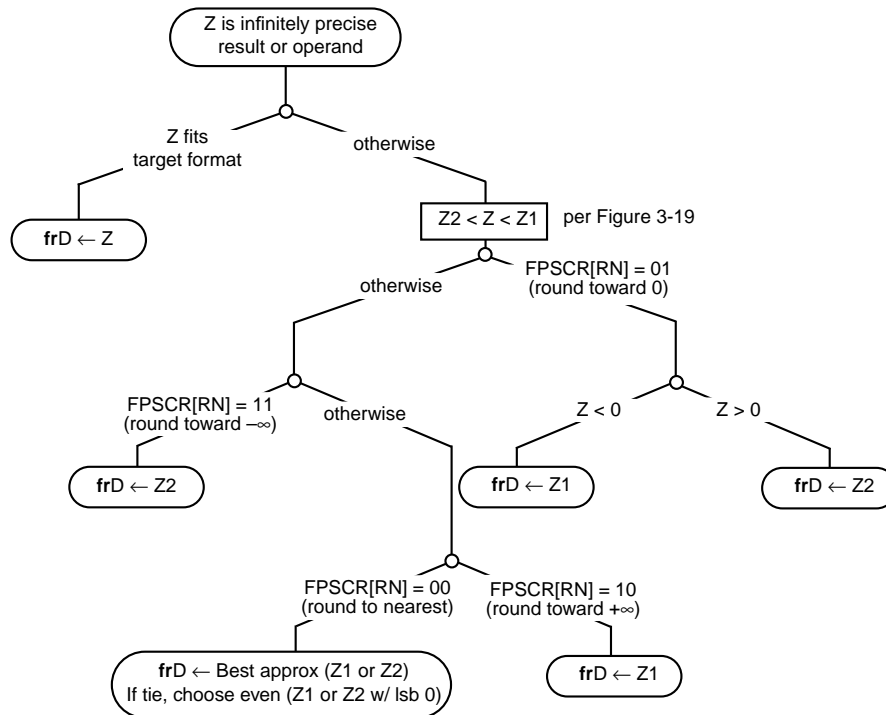 Z is infinitely precise
result or operand
Z fits
target format
otherwise
Z2 < Z < Z1
per Figure 3-19
frD ← Z
otherwise
FPSCR[RN] = 01
(round toward 0)
FPSCR[RN] = 11
(round toward –∞)
otherwise
Z < 0
Z > 0
frD ← Z2
frD ← Z1
frD ← Z2
FPSCR[RN] = 00
(round to nearest)
FPSCR[RN] = 10
(round toward +∞)
frD ← Best approx (Z1 or Z2)
If tie, choose even (Z1 or Z2 w/ lsb 0)
frD ← Z1